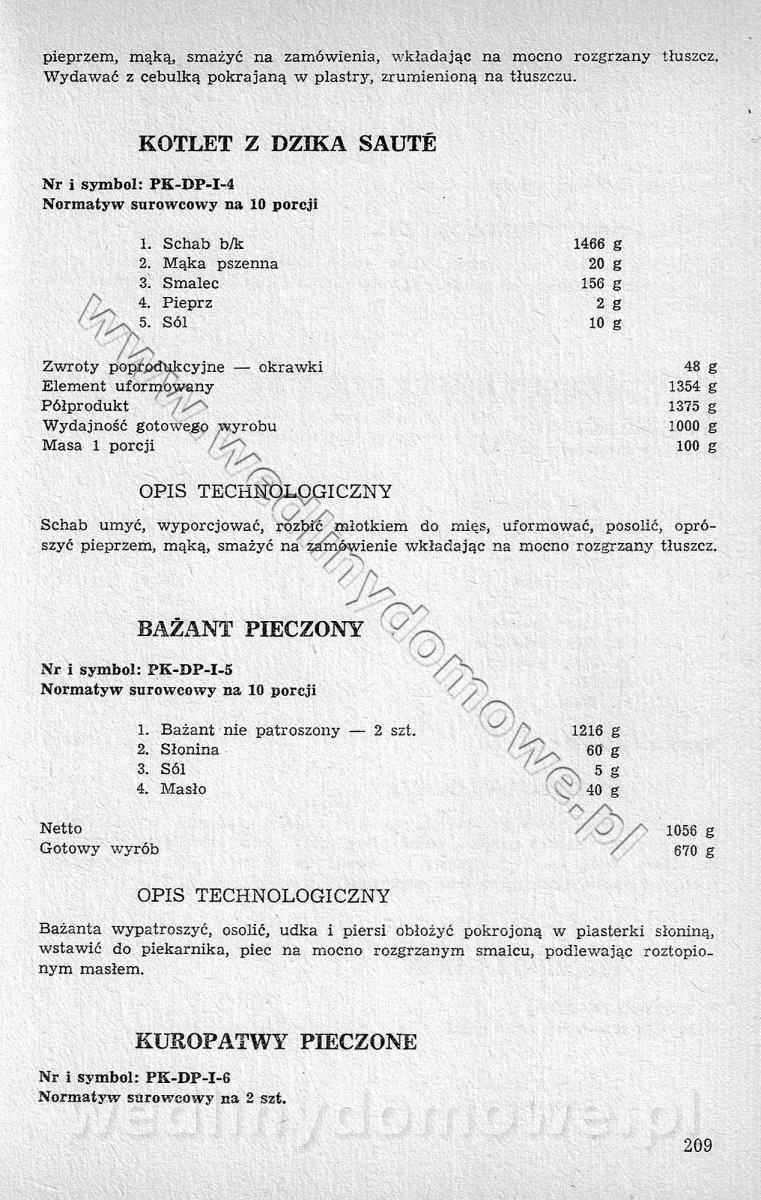 pieprzem, mąką, smażyć na zamówienia, wkładając na mocno rozgrzany tłuszcz.
Wydawać z cebulką pokrajaną w plastry, zrumienioną na tłuszczu.
KOTLET Z DZIKA SAUTÉ
Nr i symbol: PK-DP-I-4
Normatyw surowcowy na 10 porcji
1. Schab b/k 1466 g
2. Mąka pszenna 20 g
3. Smalec 156 g
4. Pieprz 2 g
5. Sól 10 g
Zwroty poprodukcyjne — okrawki 48 g
Element uformowany 1354 g
Półprodukt 1375 g
Wydajność gotowego wyrobu 1000 g
Masa 1 porcji 100 g
OPIS TECHNOLOGICZNY
Schab umyć, wyporcjować, rozbić młotkiem do mięs, uformować, posolić, opró-
szyć pieprzem, mąką, smażyć na zamówienie wkładając na mocno rozgrzany tłuszcz.
BAŻANT PIECZONY
Nr i symbol: PK-DP-I-5
Normatyw surowcowy na 10 porcji
1. Bażant nie patroszony — 2 szt. 1216 g
2. Słonina 60 g
3. Sól 5 g
4. Masło 40 g
Netto 1056 g
Gotowy wyrób 670 g
OPIS TECHNOLOGICZNY
Bażanta wypatroszyć, osolić, udka i piersi obłożyć pokrojoną w plasterki słoniną,
wstawić do piekarnika, piec na mocno rozgrzanym smalcu, podlewając roztopio-
nym masłem.
KUROPATWY PIECZONE
Nr i symbol: PK-DP-I-6
Normatyw surowcowy na 2 szt.
209
www.wedlinydomowe.pl
wedlinydomowe.pl